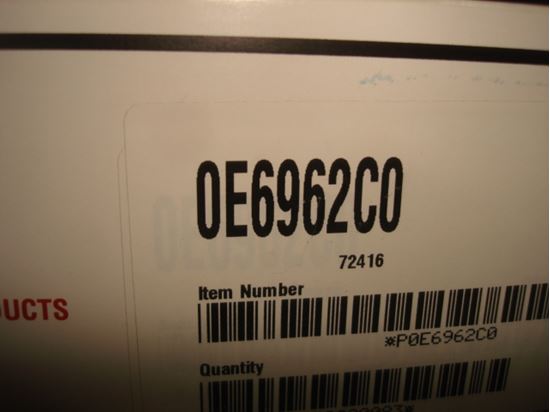 0E6962C0
72416
UCTS
Item Number
*P0E6962C0
Quantity